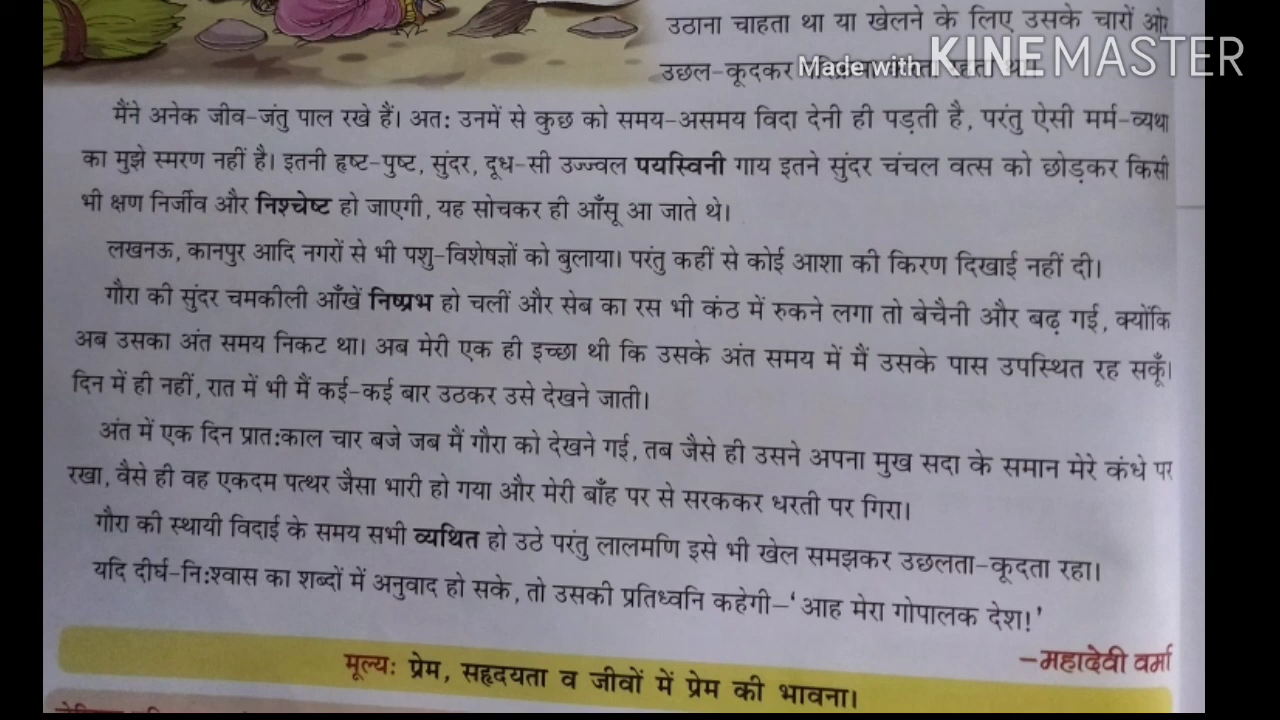 उठाना चाहता था या खेलने के लिए उसके चारों ओर
उछल-कूदकर
Made with KINEMASTER
मैंने अनेक जीव-जंतु पाल रखे हैं। अतः उनमें से कुछ को समय-असमय विदा देनी ही पड़ती है, परंतु ऐसी मर्म-व्यथा
का मुझे स्मरण नहीं है। इतनी हृष्ट-पुष्ट, सुंदर, दूध-सी उज्ज्वल पयस्विनी गाय इतने सुंदर चंचल वत्स को छोड़कर किसी
भी क्षण निर्जीव और निश्चेष्ट हो जाएगी, यह सोचकर ही आँसू आ जाते थे।
लखनऊ, कानपुर आदि नगरों से भी पशु-विशेषज्ञों को बुलाया। परंतु कहीं से कोई आशा की किरण दिखाई नहीं दी।
गौरा की सुंदर चमकीली आँखें निष्प्रभ हो चलीं और सेब का रस भी कंठ में रुकने लगा तो बेचैनी और बढ़ गई, क्योंकि
अब उसका अंत समय निकट था। अब मेरी एक ही इच्छा थी कि उसके अंत समय में मैं उसके पास उपस्थित रह सकूँ।
दिन में ही नहीं, रात में भी मैं कई-कई बार उठकर उसे देखने जाती।
अंत में एक दिन प्रातःकाल चार बजे जब मैं गौरा को देखने गई, तब जैसे ही उसने अपना मुख सदा के समान मेरे कंधे पर
रखा, वैसे ही वह एकदम पत्थर जैसा भारी हो गया और मेरी बाँह पर से सरककर धरती पर गिरा।
गौरा की स्थायी विदाई के समय सभी व्यथित हो उठे परंतु लालमणि इसे भी खेल समझकर उछलता-कूदता रहा।
यदि दीर्घ-निःश्वास का शब्दों में अनुवाद हो सके, तो उसकी प्रतिध्वनि कहेगी-'आह मेरा गोपालक देश!'
-महादेवी वर्मा
मूल्यः प्रेम, सहृदयता व जीवों में प्रेम की भावना।